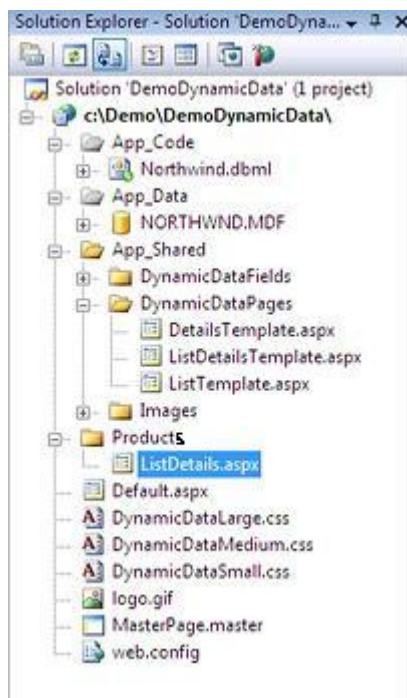 Solution Explorer - Solution 'DemoDyna...
Solution 'DemoDynamicData' (1 project)
c:\Demo\DemoDynamicData\
App_Code
Northwind.dbml
App_Data
NORTHWND.MDF
App_Shared
DynamicDataFields
DynamicDataPages
DetailsTemplate.aspx
ListDetailsTemplate.aspx
ListTemplate.aspx
Images
Products
ListDetails.aspx
Default.aspx
DynamicDataLarge.css
DynamicDataMedium.css
DynamicDataSmall.css
logo.gif
MasterPage.master
web.config